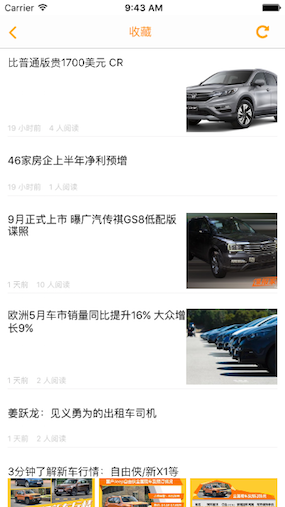 Carrier 9:43 AM
收藏
比普通版贵1700美元 CR
19 小时前 4 人阅读
46家房企上半年净利预增
19 小时前 1 人阅读
9月正式上市 曝广汽传祺GS8低配版
谍照
1 天前 10 人阅读
欧洲5月车市销量同比提升16% 大众增
长9%
1 天前 2 人阅读
姜跃龙：见义勇为的出租车司机
1 天前 2 人阅读
3分钟了解新车行情：自由侠/新X1等